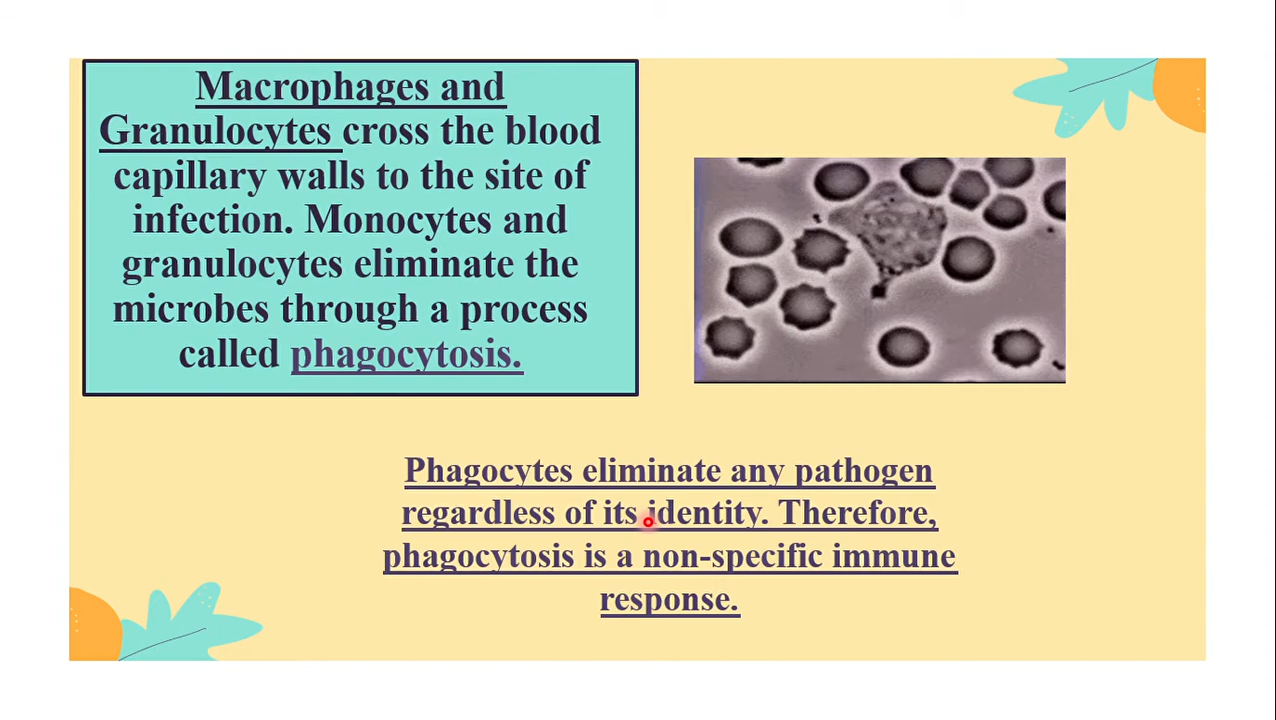 Macrophages and
Granulocytes cross the blood
capillary walls to the site of
infection. Monocytes and
granulocytes eliminate the
microbes through a process
called phagocytosis.
Phagocytes eliminate any pathogen
regardless of its identity. Therefore,
phagocytosis is a non-specific immune
response.